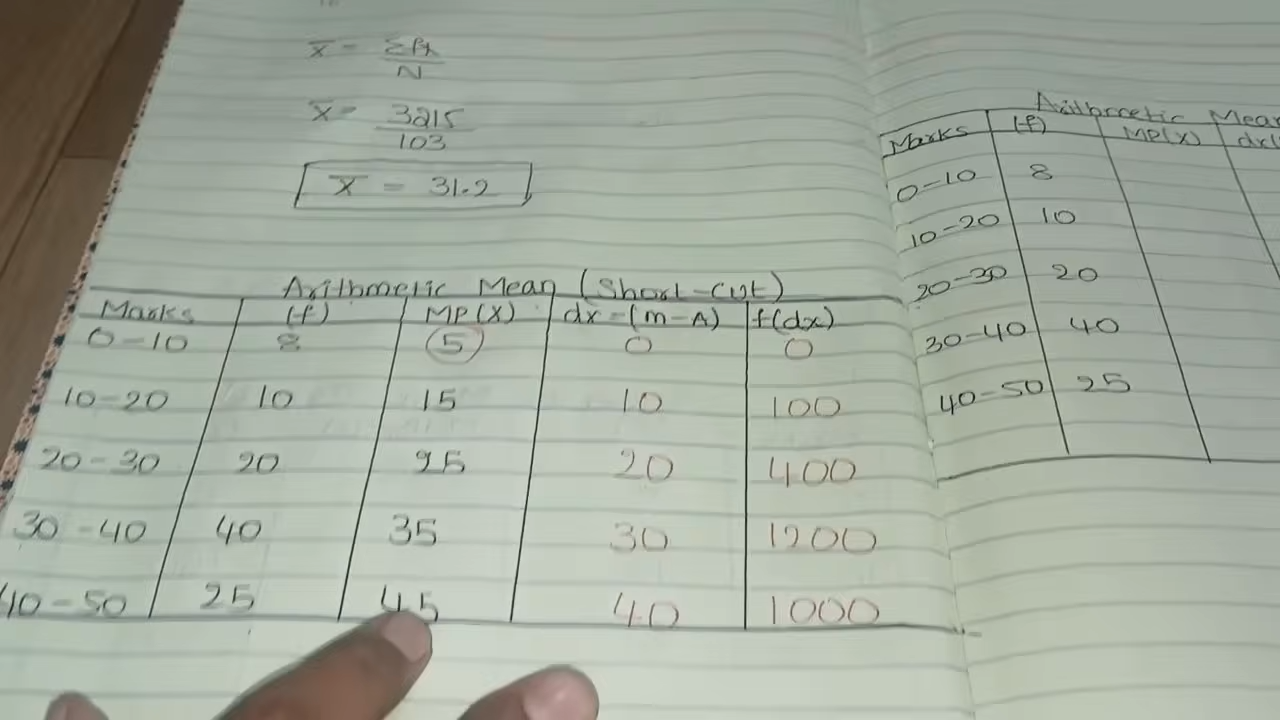 x̄ = Σfx
N
x̄ = 3215
103
x̄ = 31.2
Arithmetic Mean (Short-Cut)
Marks (f) MP(X) dx=(m-A) f(dx)
0-10 8 5 0 0
10-20 10 15 10 100
20-30 20 25 20 400
30-40 40 35 30 1200
40-50 25 45 40 1000
Arithmetic Mean
Marks (f) MP(X) dx(
0-10 8
10-20 10
20-30 20
30-40 40
40-50 25